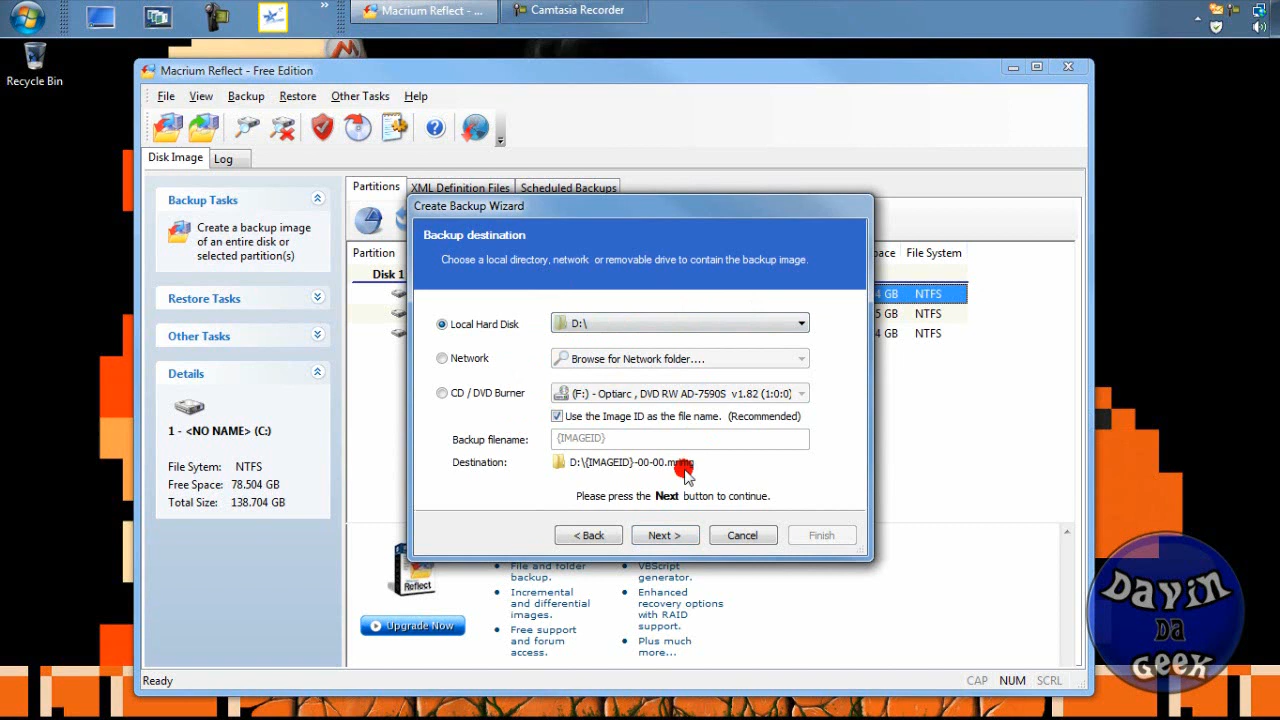 Macrium Reflect - ...
Camtasia Recorder
Recycle Bin
Macrium Reflect - Free Edition
File View Backup Restore Other Tasks Help
Disk Image Log
Backup Tasks
Create a backup image
of an entire disk or
selected partition(s)
Restore Tasks
Other Tasks
Details
1 - <NO NAME> (C:)
File Sytem: NTFS
Free Space: 78.504 GB
Total Size: 138.704 GB
Partitions XML Definition Files Scheduled Backups
Partition File System
Disk 1
4 GB NTFS
5 GB NTFS
4 GB NTFS
Create Backup Wizard
Backup destination
Choose a local directory, network or removable drive to contain the backup image.
Local Hard Disk D:\
Network Browse for Network folder....
CD / DVD Burner (F:) - Optiarc , DVD RW AD-7590S v1.82 (1:0:0)
Use the Image ID as the file name. (Recommended)
Backup filename: {IMAGEID}
Destination: D:\{IMAGEID}-00-00.mrimg
Please press the Next button to continue.
< Back Next > Cancel Finish
Reflect
Upgrade Now
• File and folder
backup.
• Incremental
and differential
images.
• Free support
and forum
access.
• VBScript
generator.
• Enhanced
recovery options
with RAID
support.
• Plus much
more...
Ready CAP NUM SCRL
Davin
Da
Geek